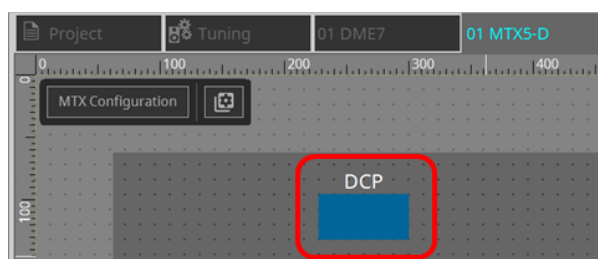 Project Tuning 01 DME7 01 MTX5-D
0 100 200 300 400
0
MTX Configuration
DCP
100